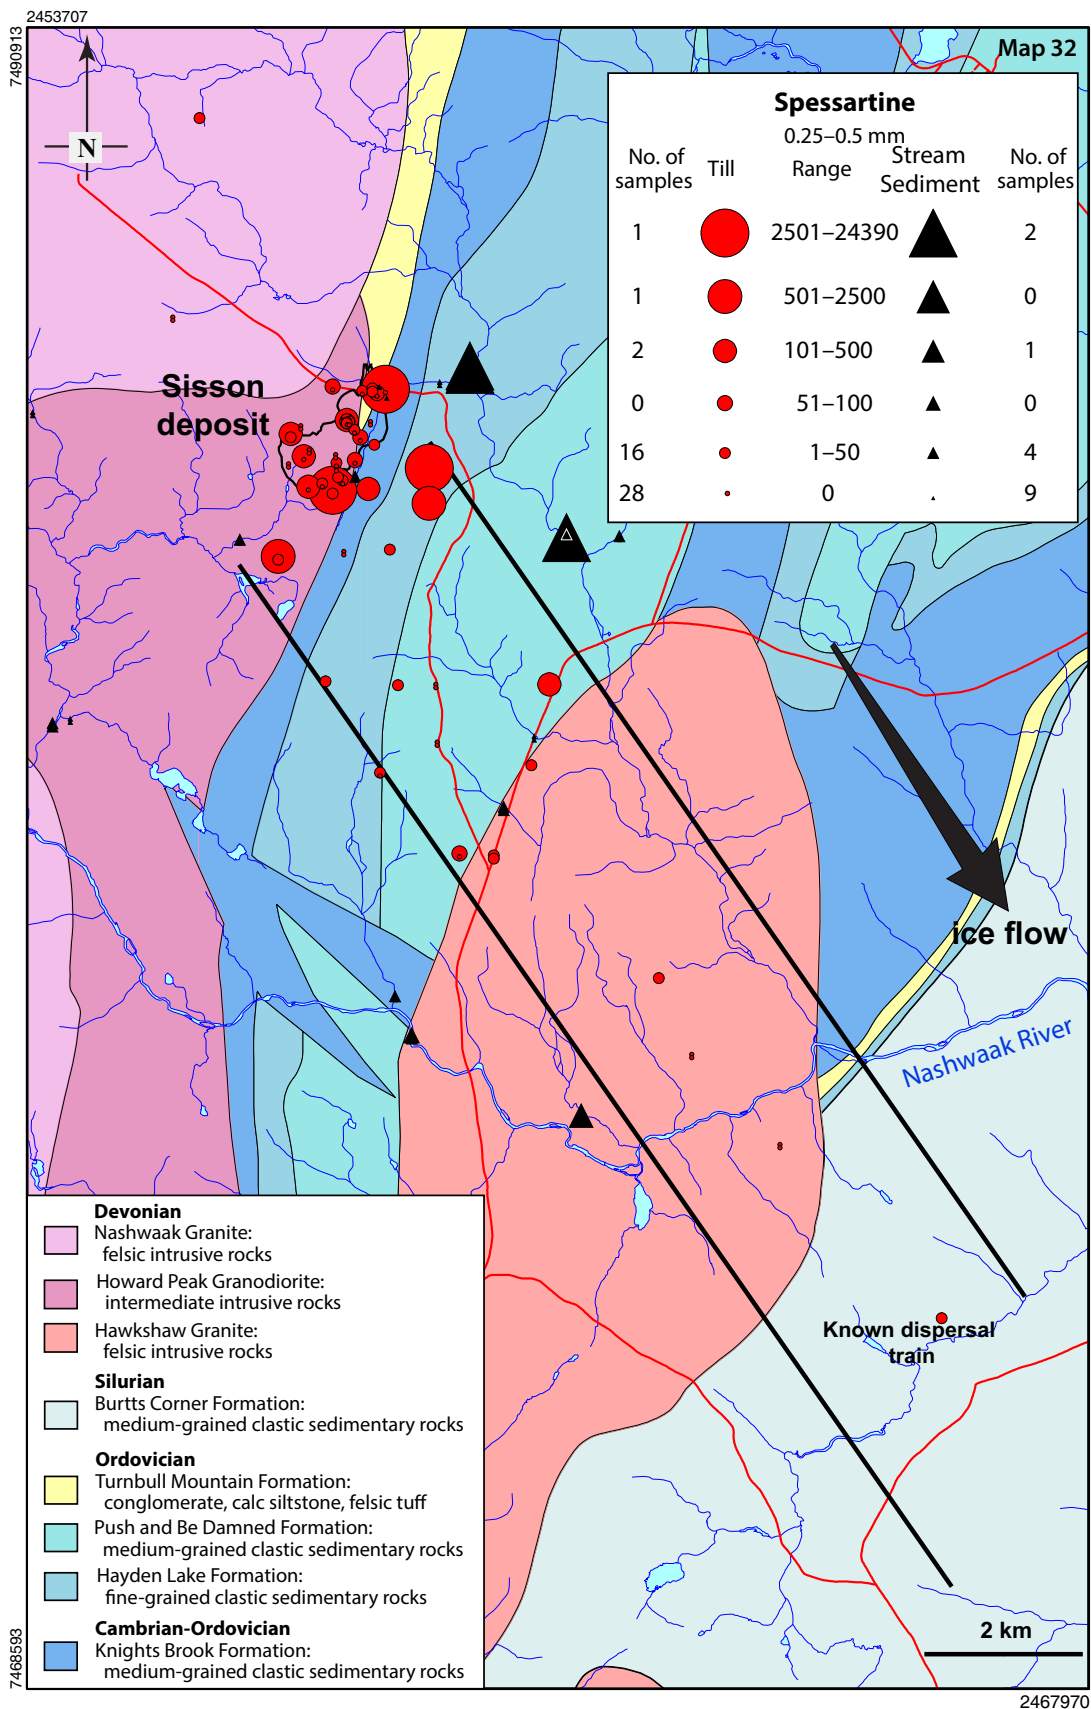 2453707
7490913
Map 32
N
Spessartine
0.25–0.5 mm
No. of samples
Till
Range
Stream Sediment
No. of samples
1 2501–24390 2
1 501–2500 0
2 101–500 1
0 51–100 0
16 1–50 4
28 0 9
Sisson
deposit
ice flow
Nashwaak River
Known dispersal
train
Devonian
Nashwaak Granite:
felsic intrusive rocks
Howard Peak Granodiorite:
intermediate intrusive rocks
Hawkshaw Granite:
felsic intrusive rocks
Silurian
Burtts Corner Formation:
medium-grained clastic sedimentary rocks
Ordovician
Turnbull Mountain Formation:
conglomerate, calc siltstone, felsic tuff
Push and Be Damned Formation:
medium-grained clastic sedimentary rocks
Hayden Lake Formation:
fine-grained clastic sedimentary rocks
Cambrian-Ordovician
Knights Brook Formation:
medium-grained clastic sedimentary rocks
2 km
7468593
2467970